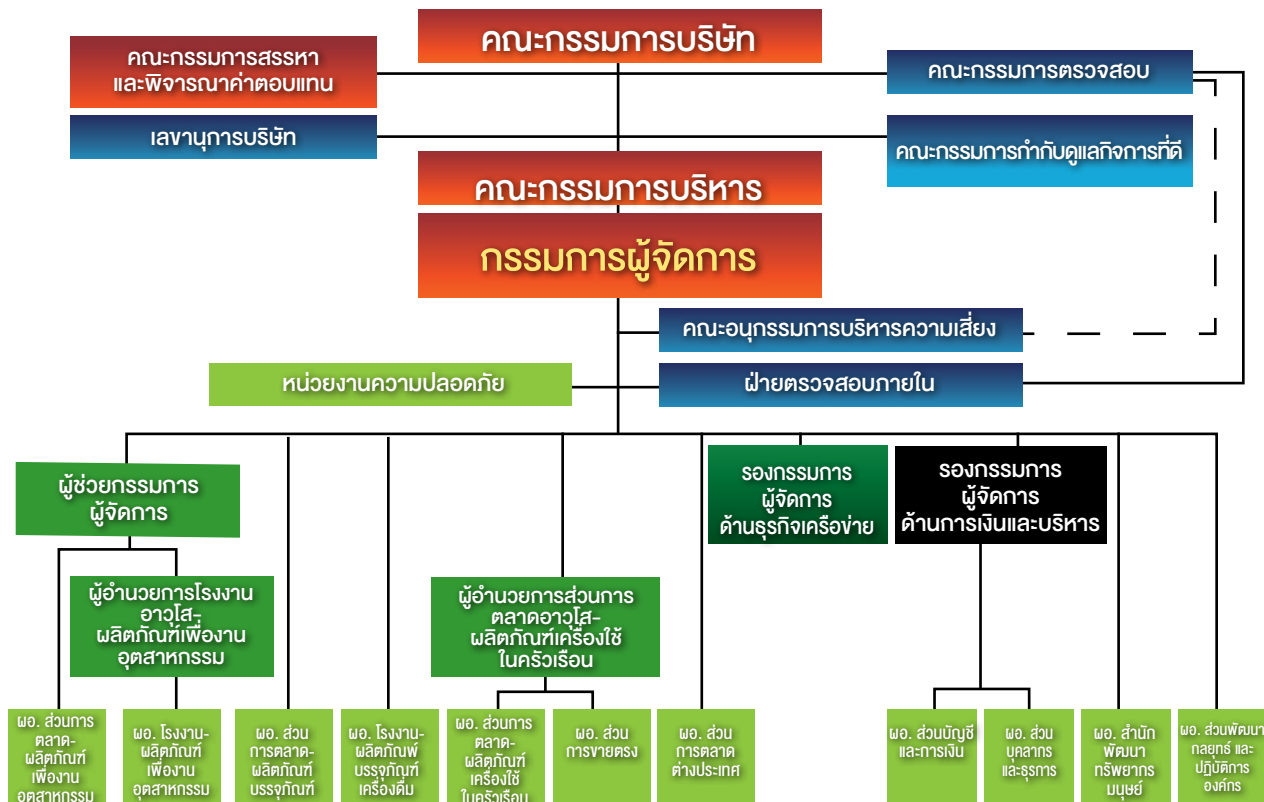 คณะกรรมการบริษัท
คณะกรรมการสรรหา
และพิจารณาค่าตอบแทน
คณะกรรมการตรวจสอบ
เลขานุการบริษัท
คณะกรรมการกำกับดูแลกิจการที่ดี
คณะกรรมการบริหาร
กรรมการผู้จัดการ
คณะอนุกรรมการบริหารความเสี่ยง
หน่วยงานความปลอดภัย
ฝ่ายตรวจสอบภายใน
ผู้ช่วยกรรมการ
ผู้จัดการ
รองกรรมการ
ผู้จัดการ
ด้านธุรกิจเครือข่าย
รองกรรมการ
ผู้จัดการ
ด้านการเงินและบริหาร
ผู้อำนวยการโรงงาน
อาวุโส-
ผลิตภัณฑ์เพื่องาน
อุตสาหกรรม
ผู้อำนวยการส่วนการ
ตลาดอาวุโส-
ผลิตภัณฑ์เครื่องใช้
ในครัวเรือน
ผอ. ส่วนการ
ตลาด-
ผลิตภัณฑ์
เพื่องาน
อุตสาหกรรม
ผอ. โรงงาน-
ผลิตภัณฑ์
เพื่องาน
อุตสาหกรรม
ผอ. ส่วน
การตลาด-
ผลิตภัณฑ์
บรรจุภัณฑ์
ผอ. โรงงาน-
ผลิตภัณพ์
บรรจุภัณฑ์
เครื่องดื่ม
ผอ. ส่วนการ
ตลาด-
ผลิตภัณฑ์
เครื่องใช้
ในครัวเรือน
ผอ. ส่วน
การขายตรง
ผอ. ส่วน
การตลาด
ต่างประเทศ
ผอ. ส่วนบัญชี
และการเงิน
ผอ. ส่วน
บุคลากร
และธุรการ
ผอ. สำนัก
พัฒนา
ทรัพยากร
มนุษย์
ผอ. ส่วนพัฒนา
กลยุทธ์ และ
ปฏิบัติการ
องค์กร